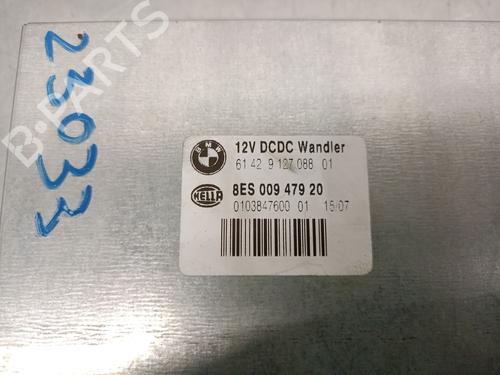 23033
B-PARTS
BMW
12V DCDC Wandler
61 42 9 127 088 01
HELLA
8ES 009 479 20
0103847600 01 15/07